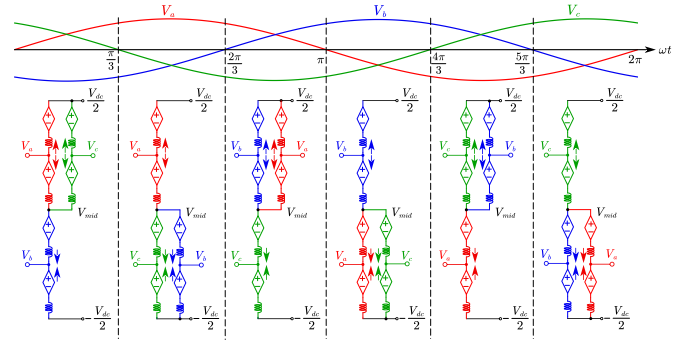 V_a V_b V_c
π/3 2π/3 π 4π/3 5π/3 2π ωt
V_dc/2 V_dc/2 V_dc/2 V_dc/2 V_dc/2 V_dc/2
V_a V_c V_a V_b V_a V_b V_c V_b V_c
V_mid V_mid V_mid V_mid V_mid V_mid
V_b V_c V_b V_c V_a V_c V_a V_b V_a
-V_dc/2 -V_dc/2 -V_dc/2 -V_dc/2 -V_dc/2 -V_dc/2